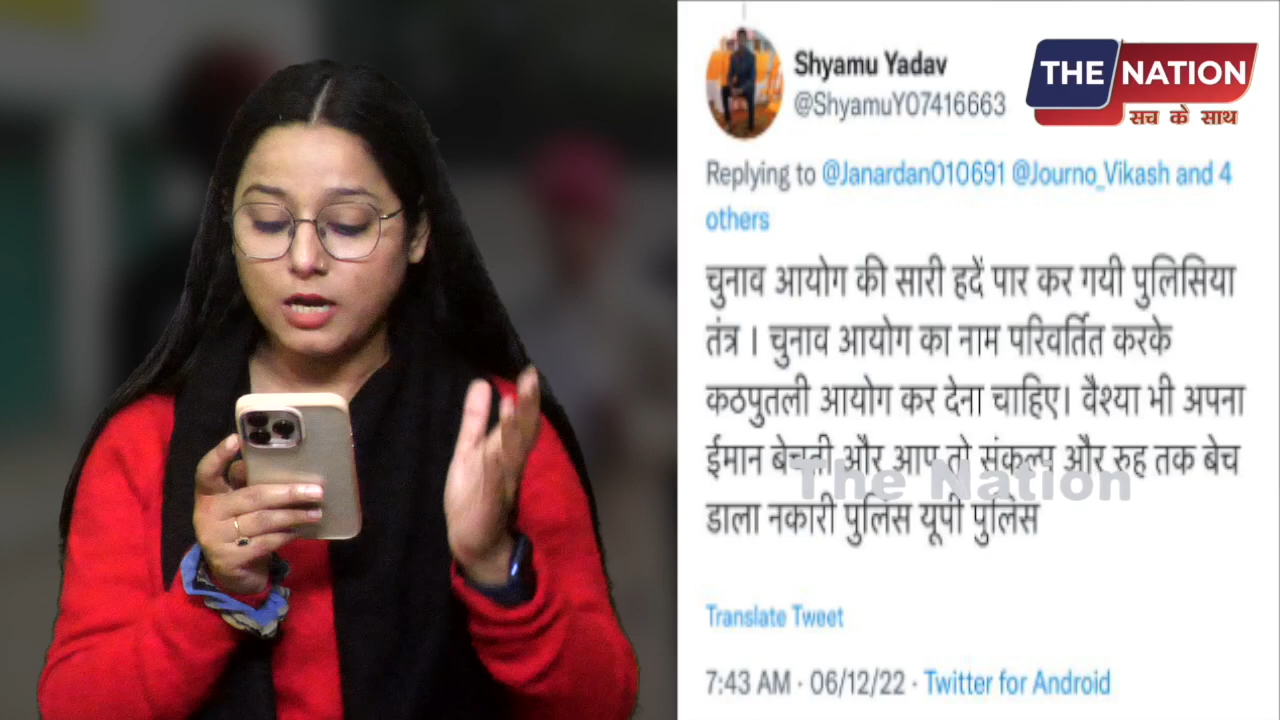 Shyamu Yadav
@ShyamuY07416663
THE NATION
सच के साथ
Replying to @Janardan010691 @Journo_Vikash and 4
others
चुनाव आयोग की सारी हदें पार कर गयी पुलिसिया
तंत्र । चुनाव आयोग का नाम परिवर्तित करके
कठपुतली आयोग कर देना चाहिए। वैश्या भी अपना
ईमान बेचती और आप तो संकल्प और रुह तक बेच
The Nation
डाला नकारी पुलिस यूपी पुलिस
Translate Tweet
7:43 AM · 06/12/22 · Twitter for Android